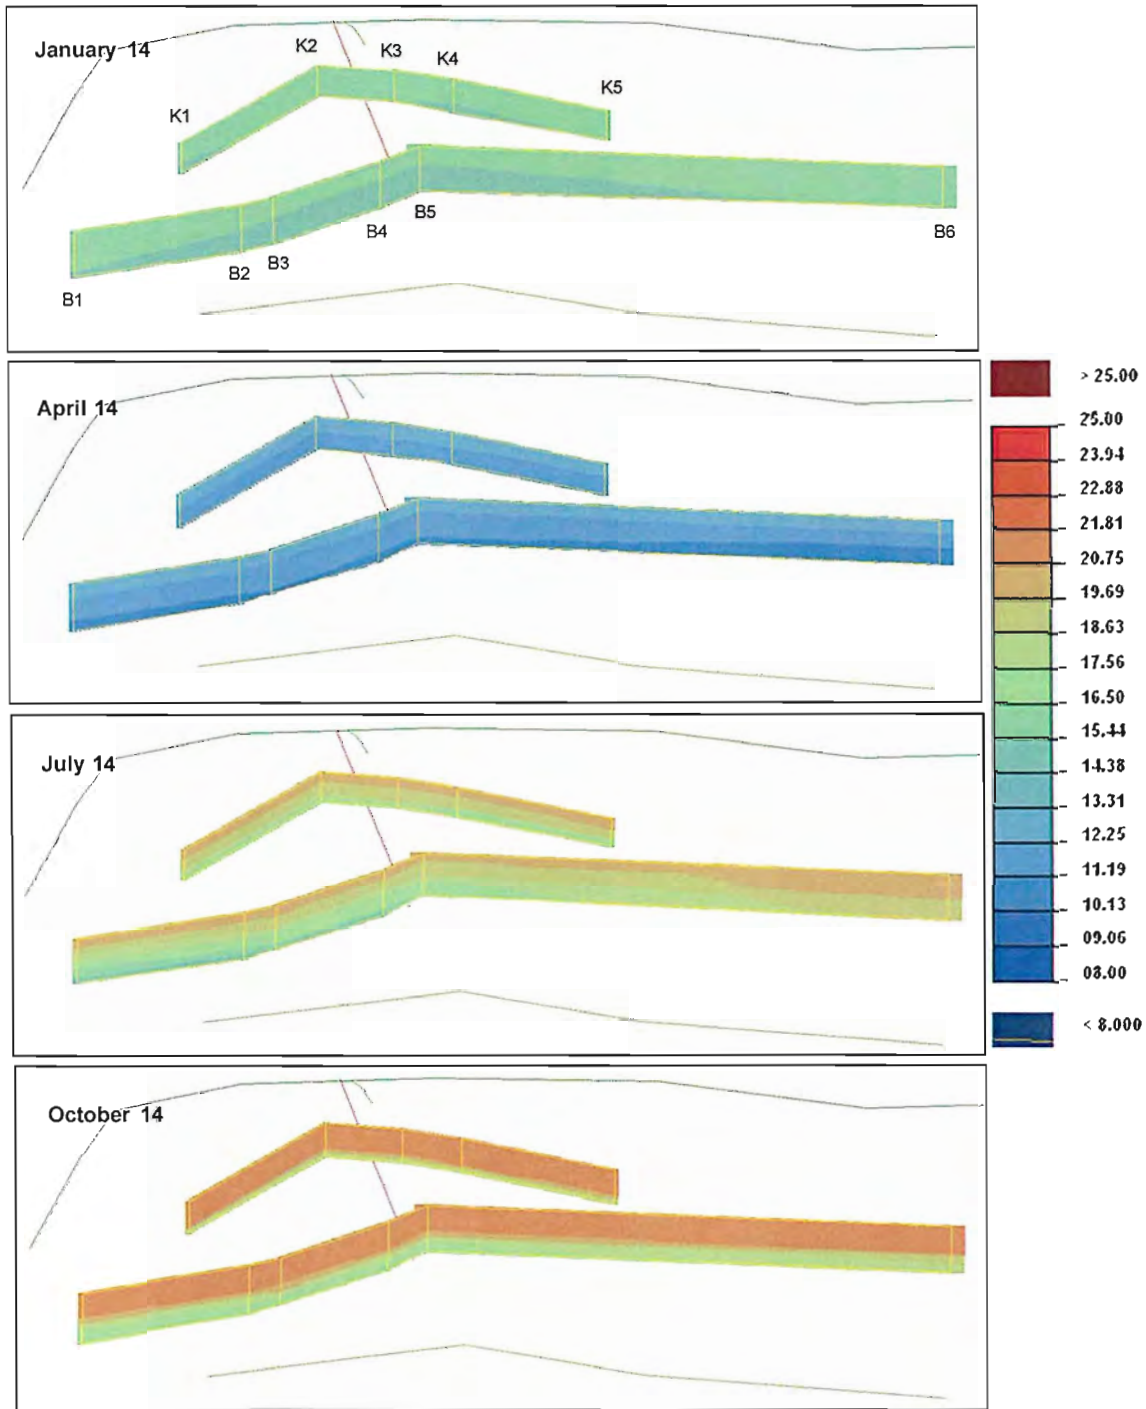 January 14
K1
K2
K3
K4
K5
B1
B2
B3
B4
B5
B6
April 14
July 14
October 14
> 25.00
25.00
23.94
22.88
21.81
20.75
19.69
18.63
17.56
16.50
15.44
14.38
13.31
12.25
11.19
10.13
09.06
08.00
< 8.000